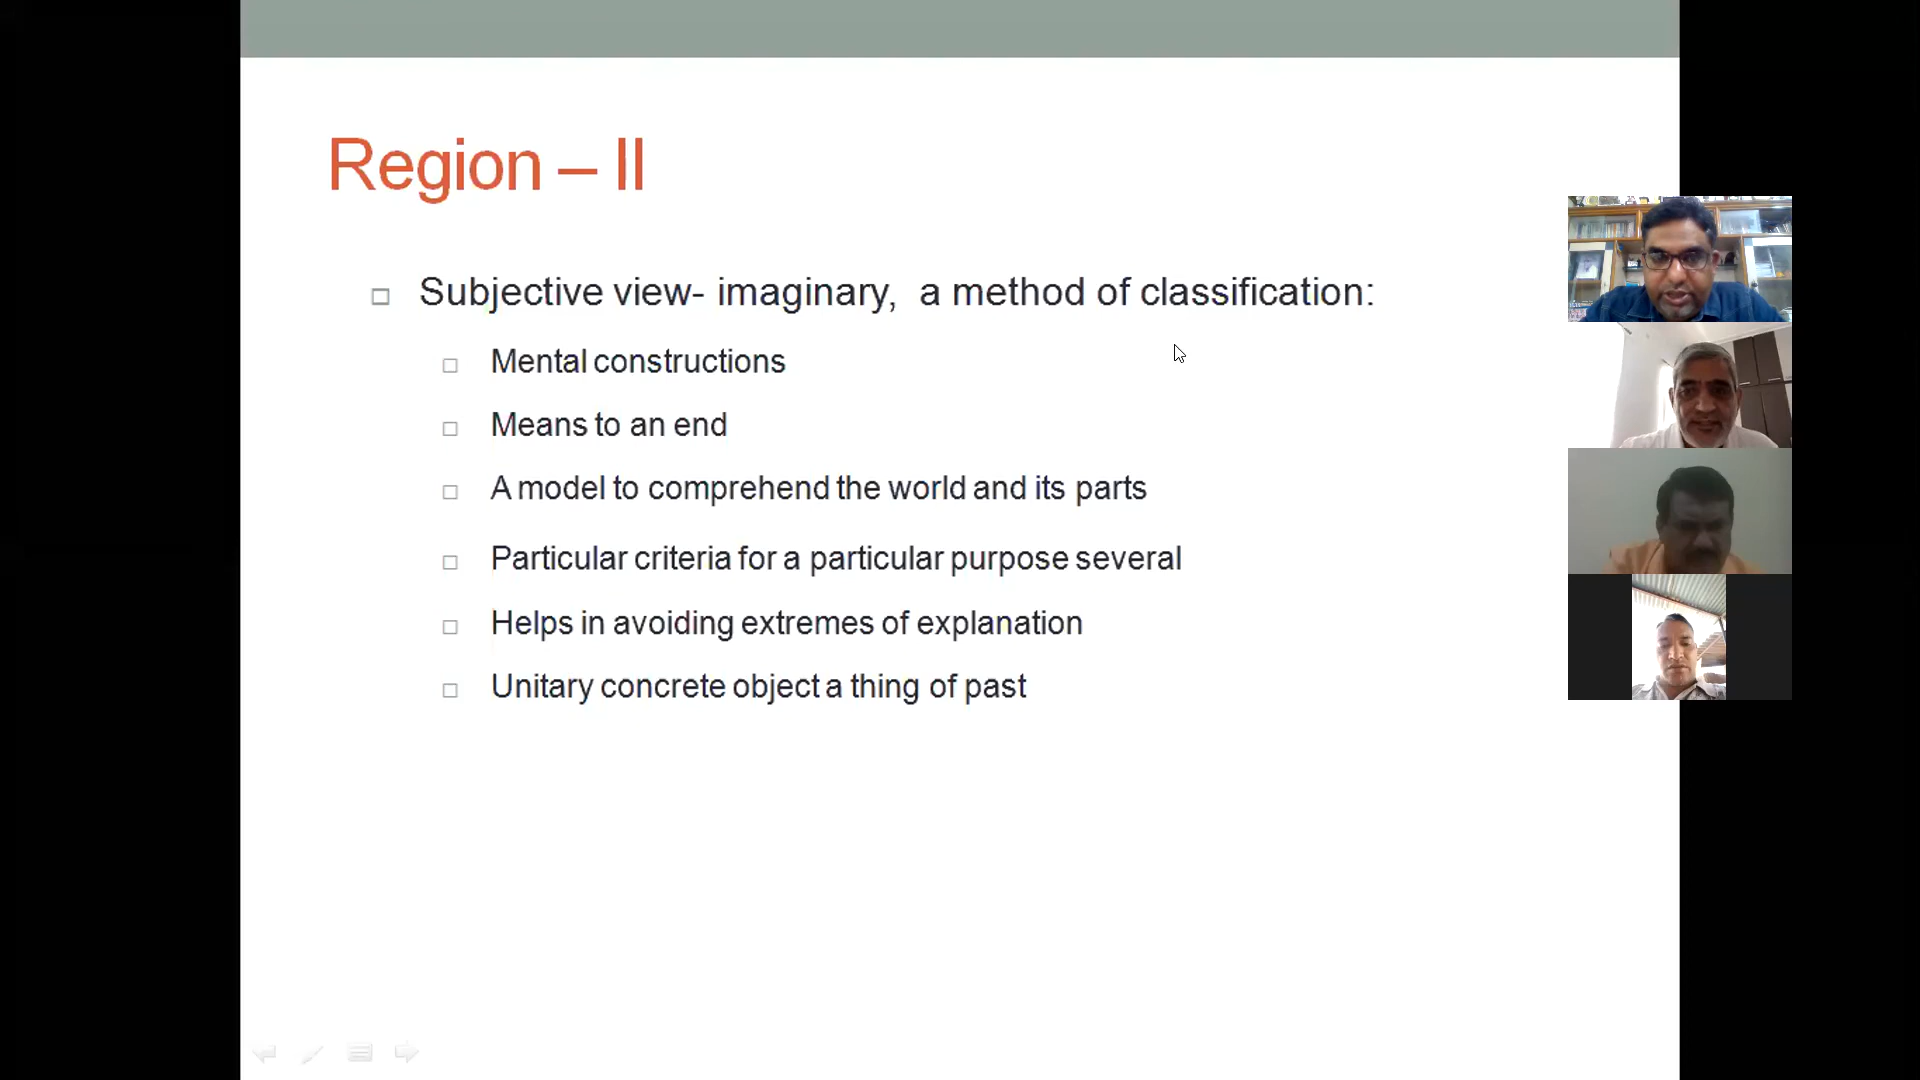 Region – II
Subjective view- imaginary, a method of classification:
Mental constructions
Means to an end
A model to comprehend the world and its parts
Particular criteria for a particular purpose several
Helps in avoiding extremes of explanation
Unitary concrete object a thing of past